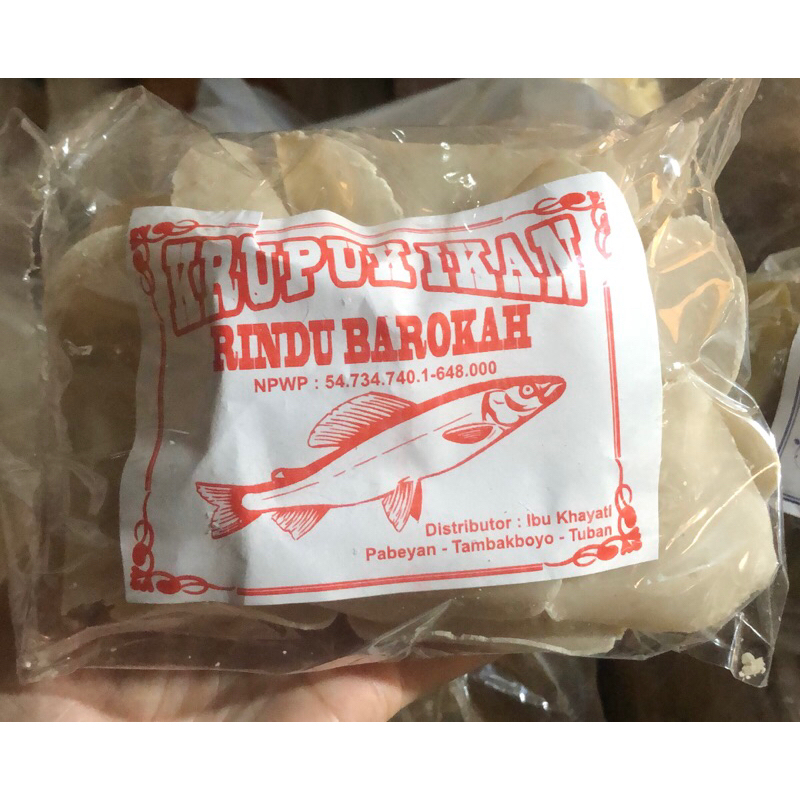 KRUPUK IKAN
RINDU BAROKAH
NPWP : 54.734.740.1-648.000
Distributor : Ibu Khayati
Pabeyan - Tambakboyo - Tuban